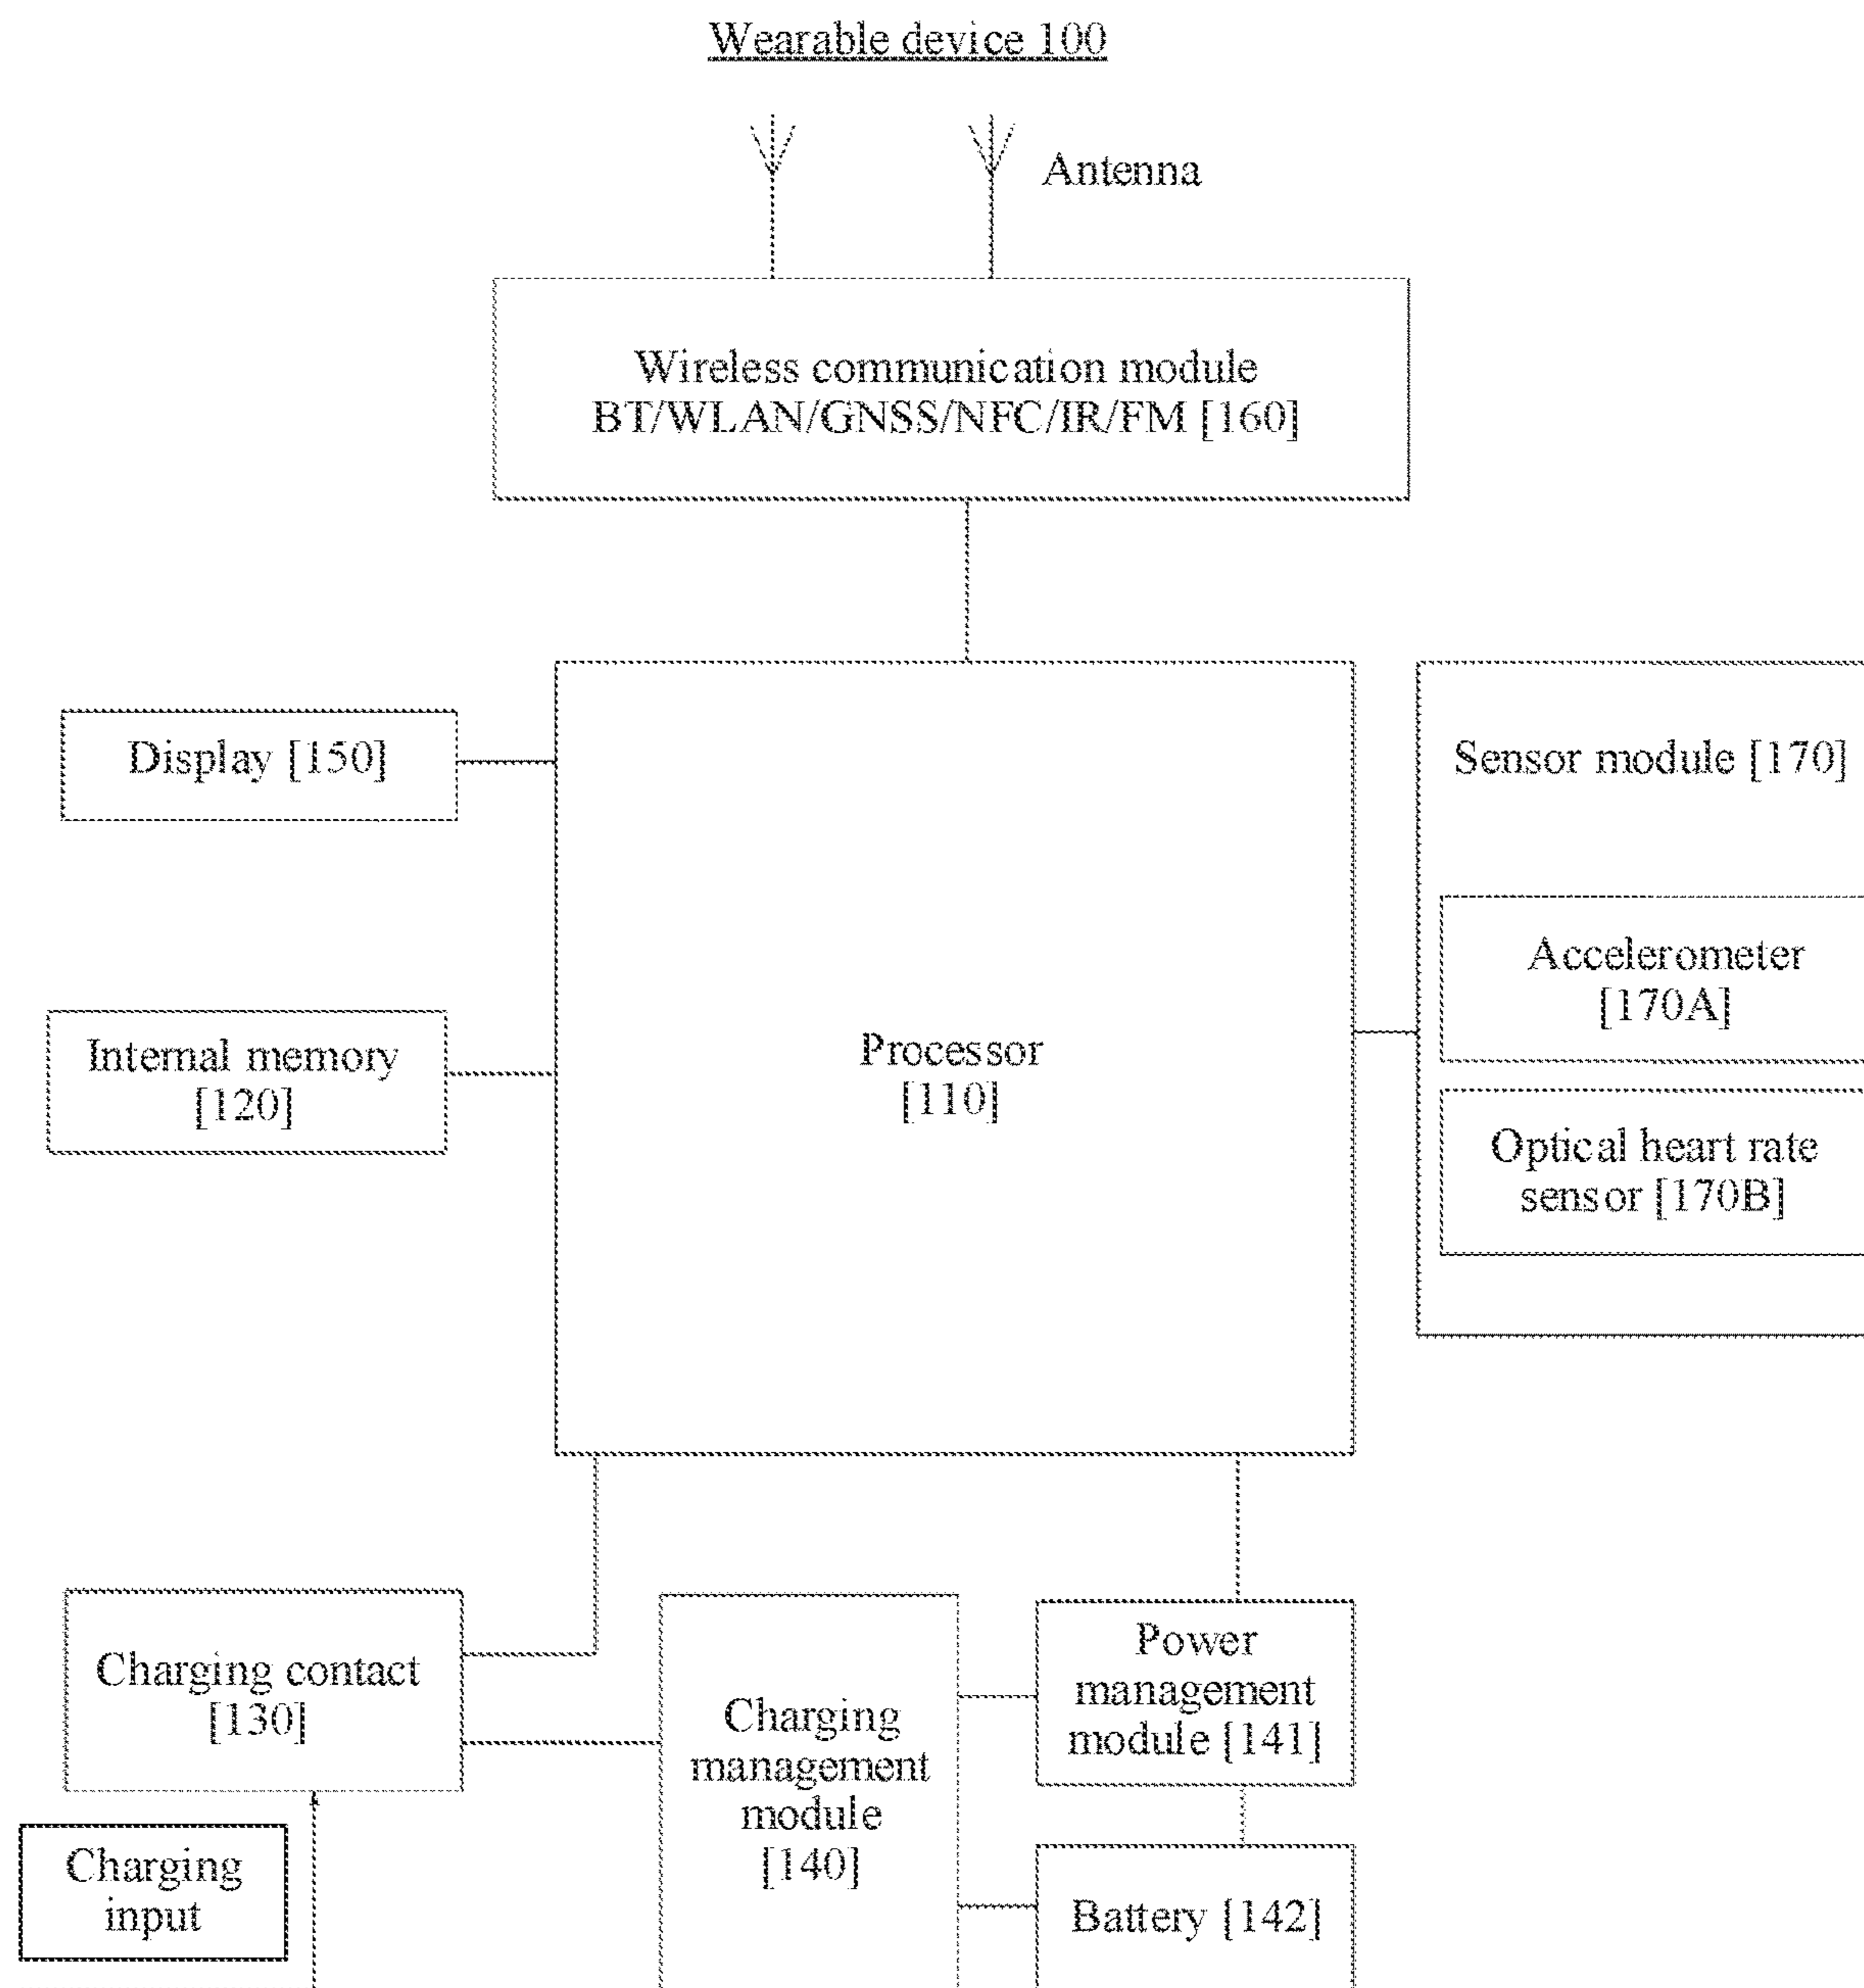 Wearable device 100
Antenna
Wireless communication module
BT/WLAN/GNSS/NFC/IR/FM [160]
Display [150]
Sensor module [170]
Accelerometer
[170A]
Internal memory
[120]
Processor
[110]
Optical heart rate
sensor [170B]
Charging contact
[130]
Charging
management
module
[140]
Power
management
module [141]
Charging
input
Battery [142]